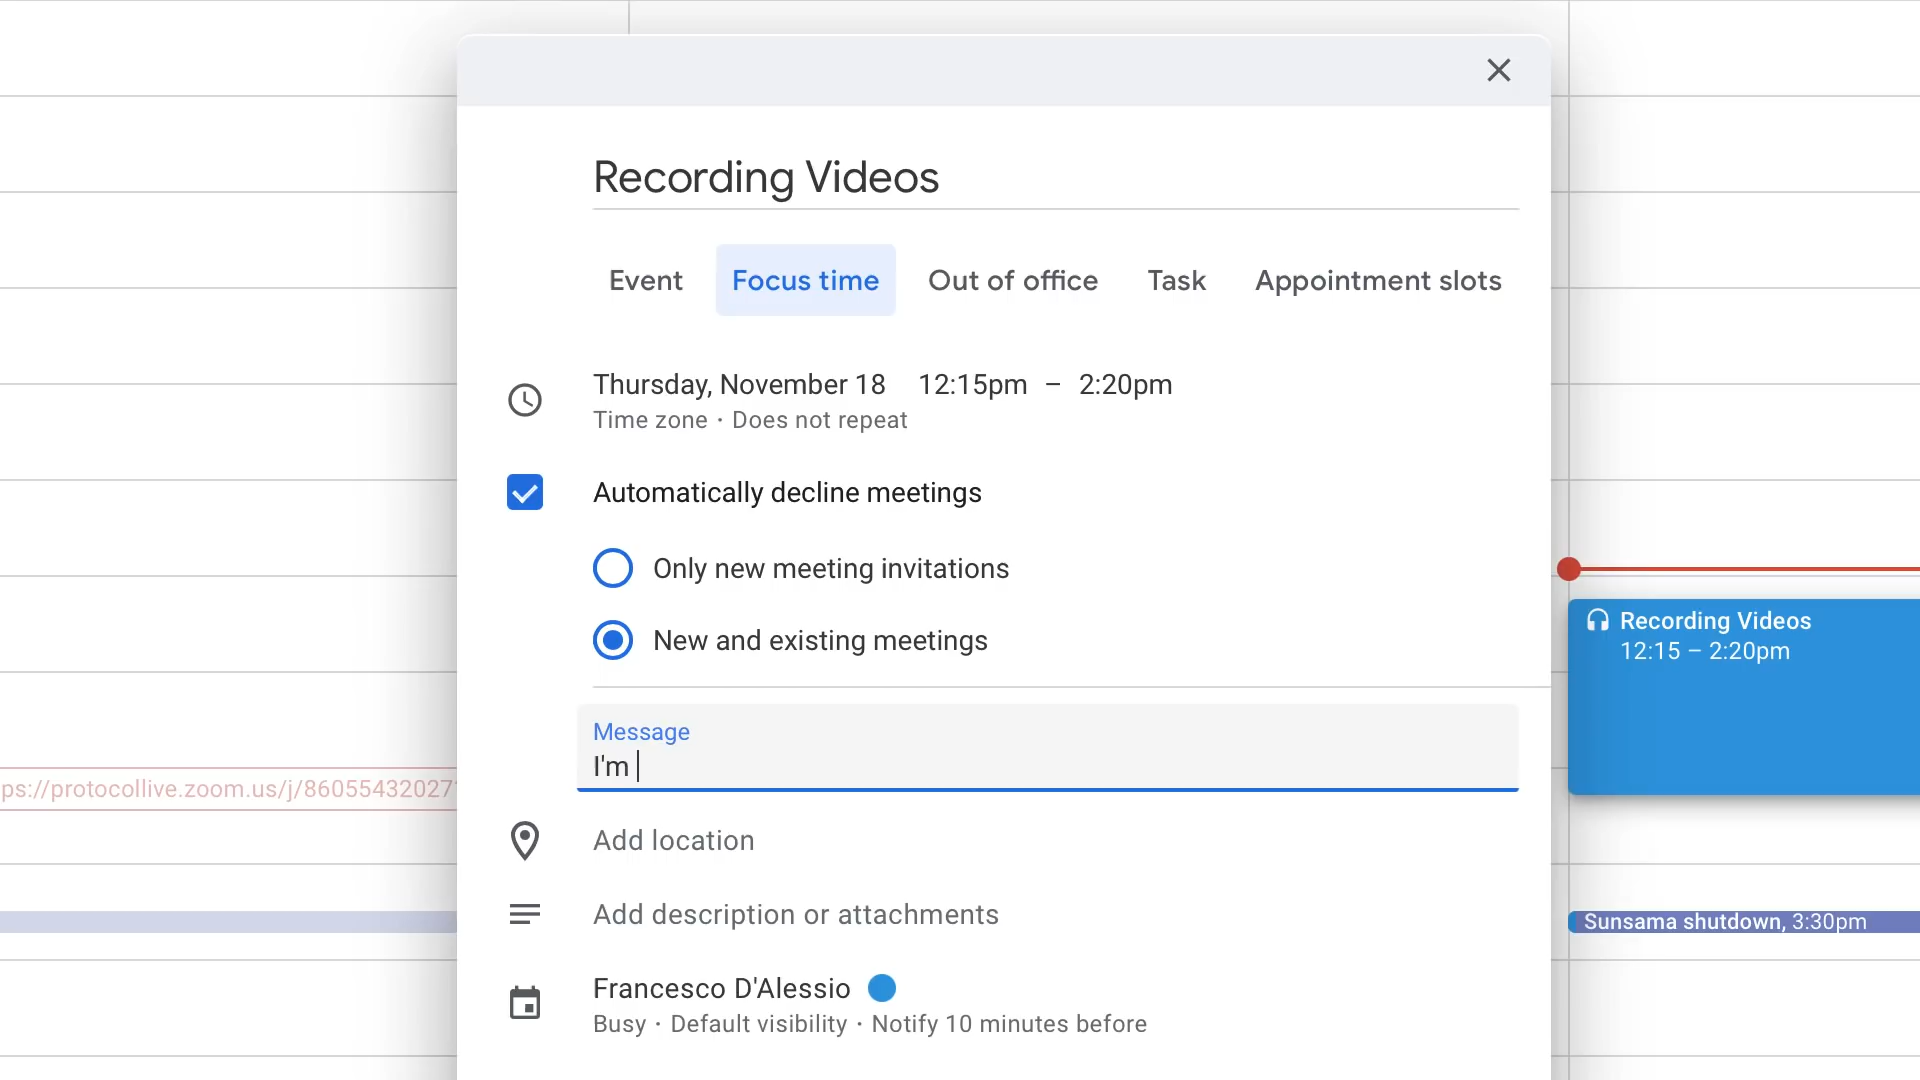 Recording Videos
Event Focus time Out of office Task Appointment slots
Thursday, November 18 12:15pm – 2:20pm
Time zone · Does not repeat
Automatically decline meetings
Only new meeting invitations
New and existing meetings
Message
I'm
Add location
Add description or attachments
Francesco D'Alessio
Busy · Default visibility · Notify 10 minutes before
ps://protocollive.zoom.us/j/86055432027
Recording Videos
12:15 – 2:20pm
Sunsama shutdown, 3:30pm